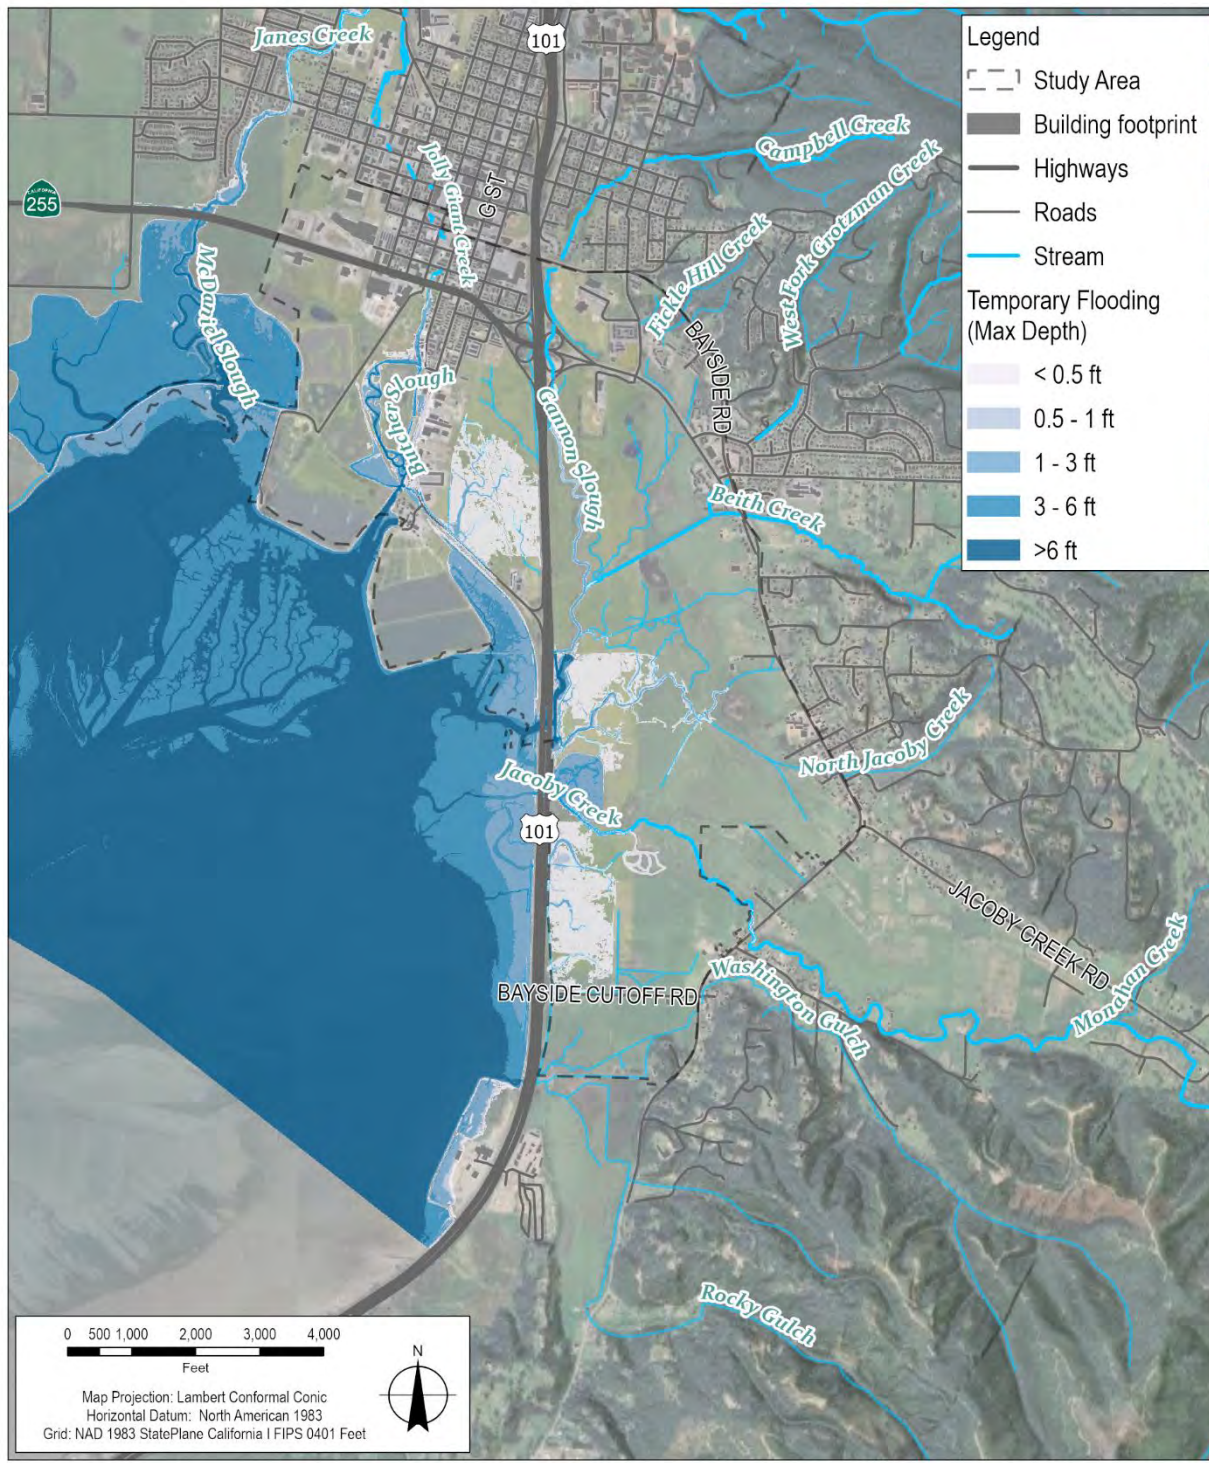 Janes Creek
101
Campbell Creek
Jolly Giant Creek
G ST
West Fork Grotzman Creek
CALIFORNIA
255
McDaniel Slough
Fickle Hill Creek
BAYSIDE RD
Butchers Slough
Gannon Slough
Beith Creek
North Jacoby Creek
Jacoby Creek
101
JACOBY CREEK RD
Monahan Creek
Washington Gulch
BAYSIDE CUTOFF RD
Rocky Gulch
Legend
Study Area
Building footprint
Highways
Roads
Stream
Temporary Flooding
(Max Depth)
< 0.5 ft
0.5 - 1 ft
1 - 3 ft
3 - 6 ft
>6 ft
0 500 1,000 2,000 3,000 4,000
Feet
N
Map Projection: Lambert Conformal Conic
Horizontal Datum: North American 1983
Grid: NAD 1983 StatePlane California I FIPS 0401 Feet